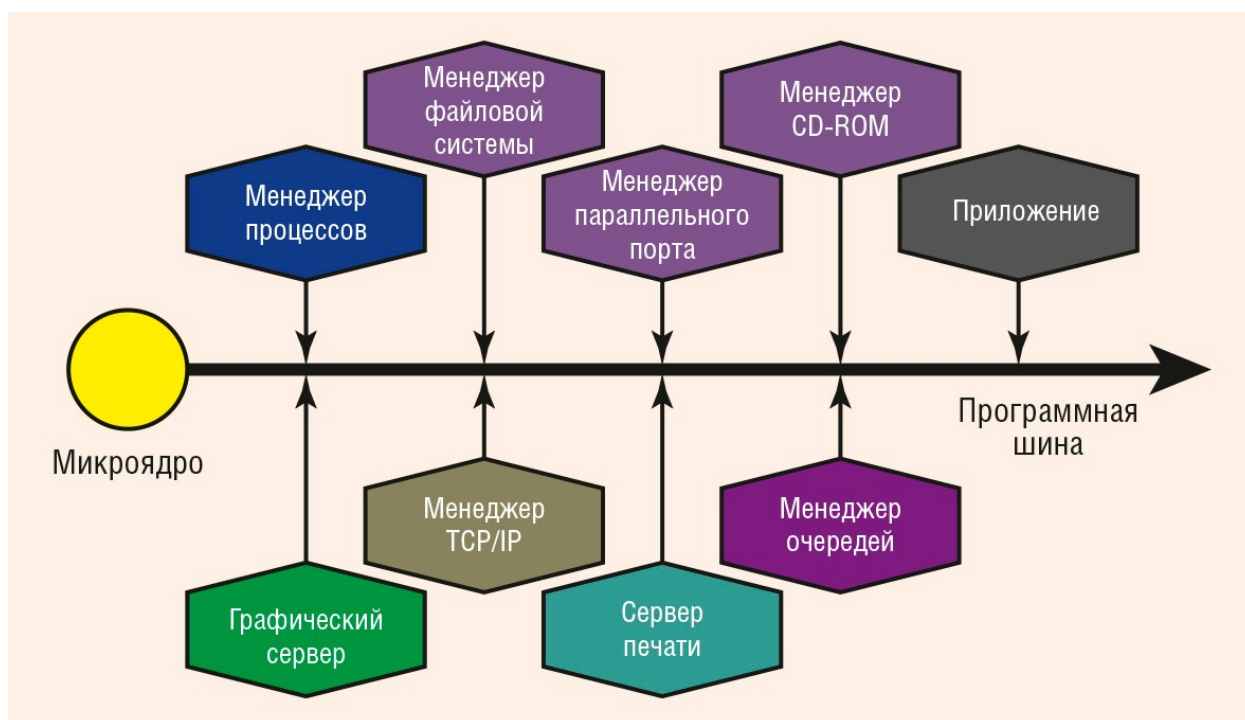 Менеджер
файловой
системы
Менеджер
CD-ROM
Менеджер
процессов
Менеджер
параллельного
порта
Приложение
Микроядро
Программная
шина
Менеджер
TCP/IP
Менеджер
очередей
Графический
сервер
Сервер
печати